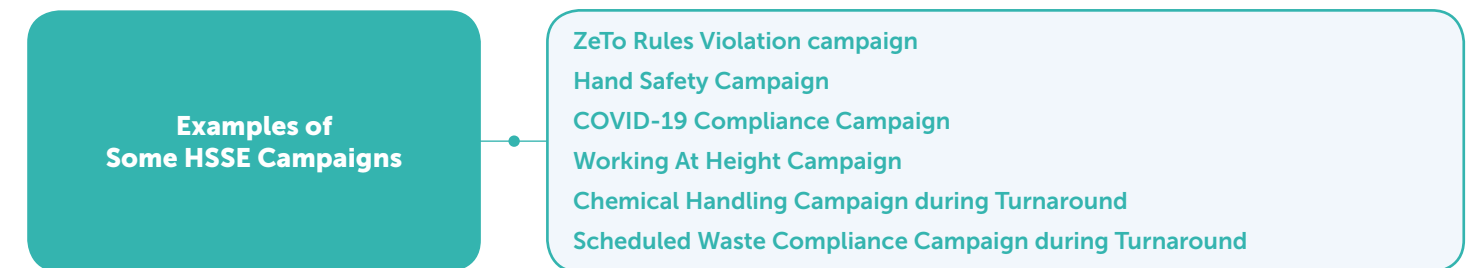 Examples of
Some HSSE Campaigns
ZeTo Rules Violation campaign
Hand Safety Campaign
COVID-19 Compliance Campaign
Working At Height Campaign
Chemical Handling Campaign during Turnaround
Scheduled Waste Compliance Campaign during Turnaround